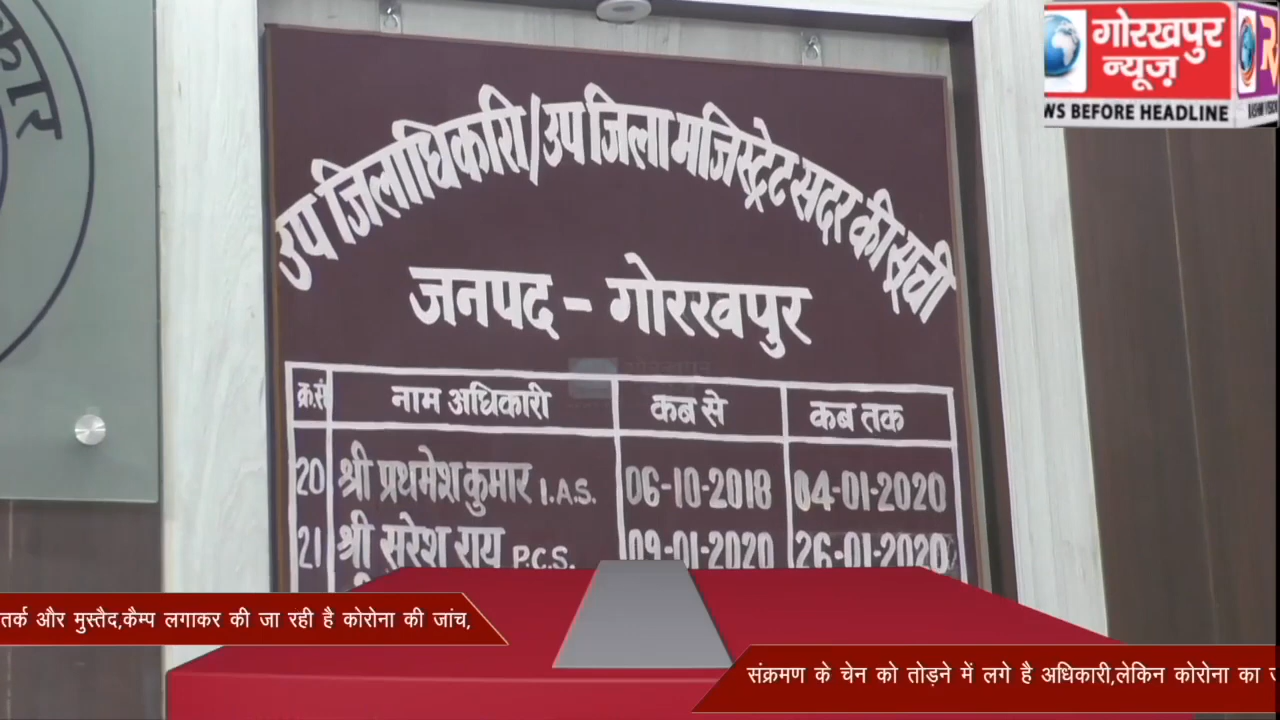 कार
गोरखपुर
न्यूज़
WS BEFORE HEADLINE
उप जिलाधिकारी/उप जिला मजिस्ट्रेट सदर की सूची
जनपद - गोरखपुर
क्र.सं नाम अधिकारी कब से कब तक
20 श्री प्रथमेश कुमार I.A.S. 06-10-2018 04-01-2020
21 श्री सुरेश राय P.C.S. 09-01-2020 26-01-2020
तर्क और मुस्तैद,कैम्प लगाकर की जा रही है कोरोना की जांच,
संक्रमण के चेन को तोड़ने में लगे है अधिकारी,लेकिन कोरोना का